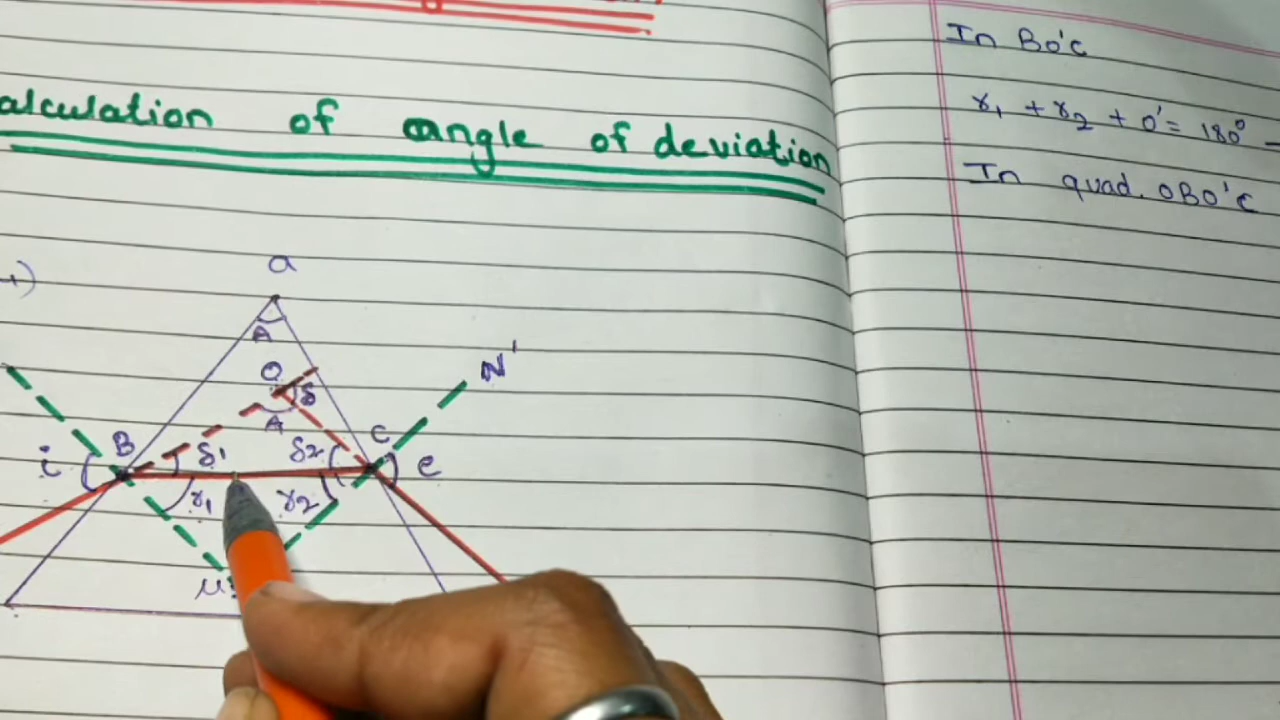 alculation of angle of deviation
a
A
O
δ
A
N'
B
C
i
δ1
δ2
e
r1
r2
μ
In BO'C
r1 + r2 + O' = 180° -
In quad. OBO'C